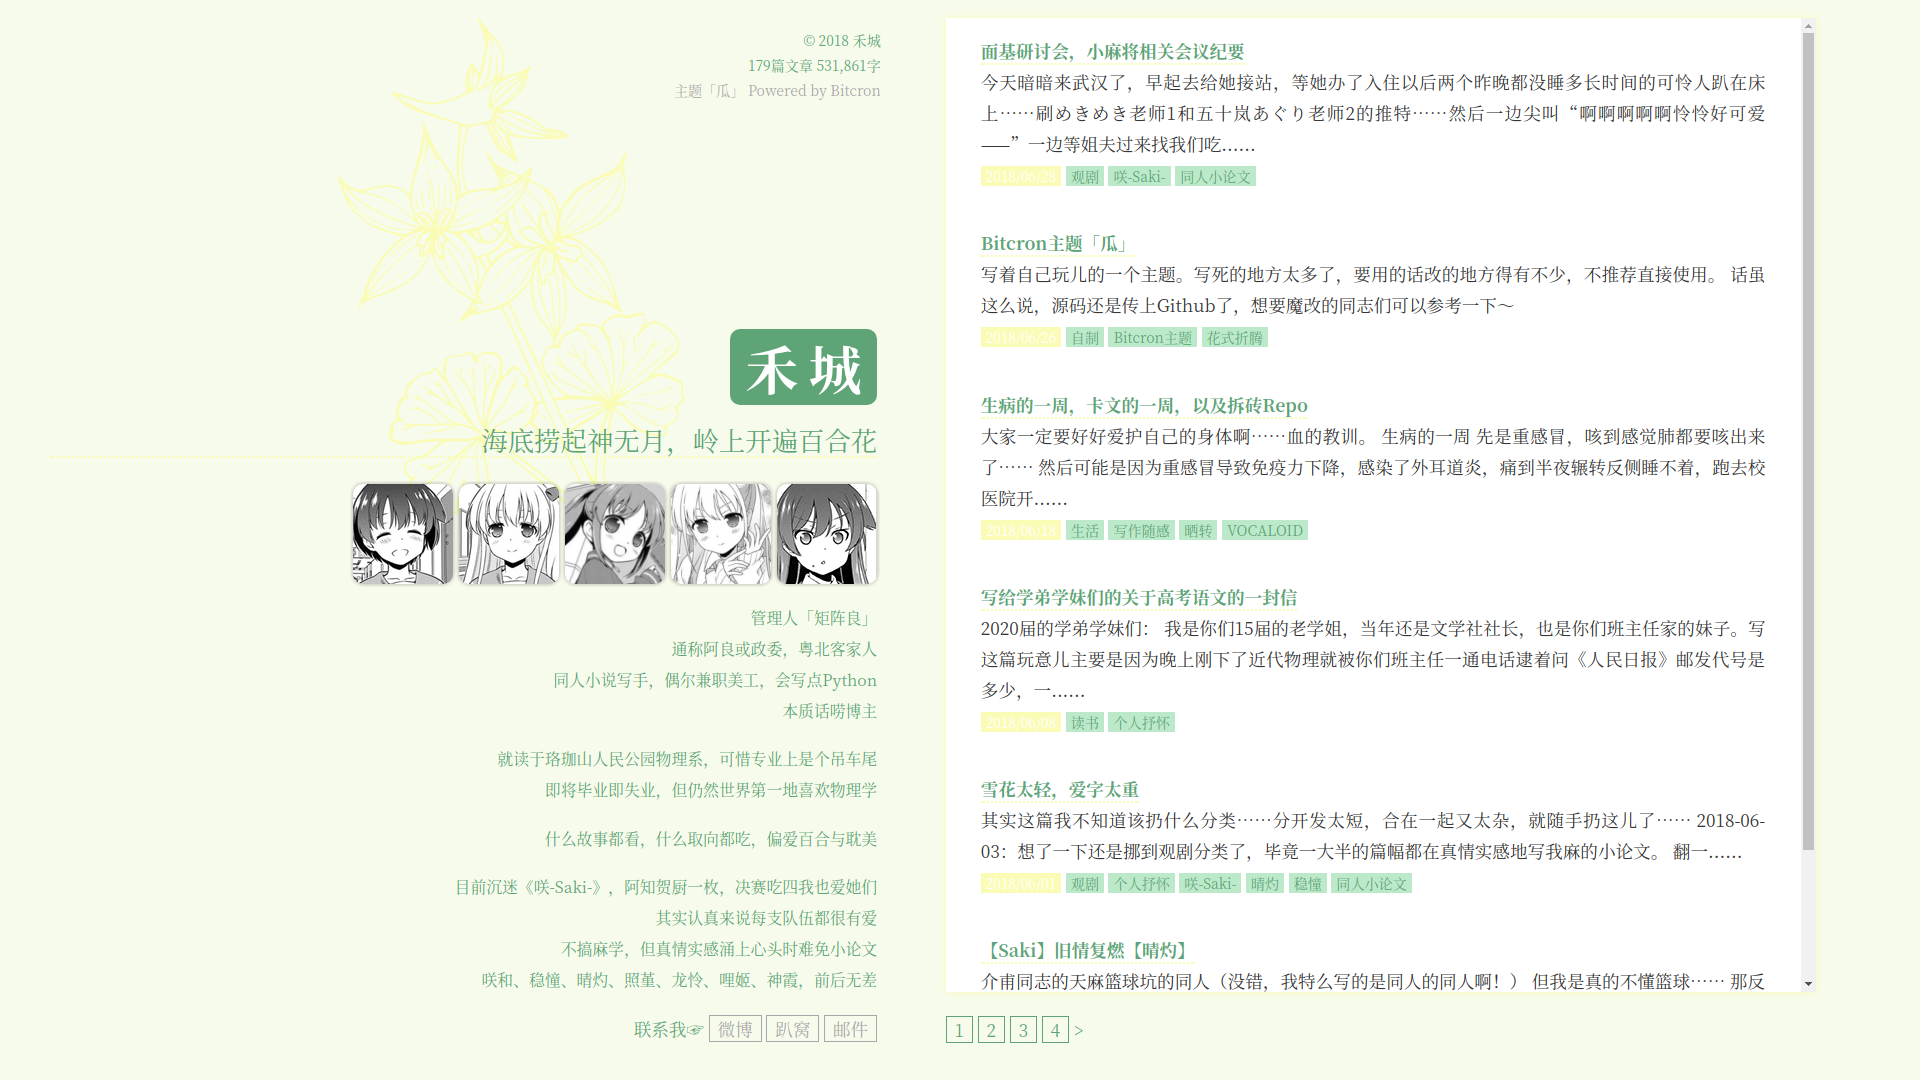 © 2018 禾城
179篇文章 531,861字
主题「瓜」 Powered by Bitcron
禾城
海底捞起神无月，岭上开遍百合花
管理人「矩阵良」
通称阿良或政委，粤北客家人
同人小说写手，偶尔兼职美工，会写点Python
本质话唠博主
就读于珞珈山人民公园物理系，可惜专业上是个吊车尾
即将毕业即失业，但仍然世界第一地喜欢物理学
什么故事都看，什么取向都吃，偏爱百合与耽美
目前沉迷《咲-Saki-》，阿知贺厨一枚，决赛吃四我也爱她们
其实认真来说每支队伍都很有爱
不搞麻学，但真情实感涌上心头时难免小论文
咲和、稳憧、晴灼、照堇、龙怜、哩姬、神霞，前后无差
联系我☞ 微博 趴窝 邮件
面基研讨会，小麻将相关会议纪要
今天暗暗来武汉了，早起去给她接站，等她办了入住以后两个昨晚都没睡多长时间的可怜人趴在床
上……刷めきめき老师1和五十岚あぐり老师2的推特……然后一边尖叫“啊啊啊啊啊怜怜好可爱
——”一边等姐夫过来找我们吃……
2018/06/28 观剧 咲-Saki- 同人小论文
Bitcron主题「瓜」
写着自己玩儿的一个主题。写死的地方太多了，要用的话改的地方得有不少，不推荐直接使用。 话虽
这么说，源码还是传上Github了，想要魔改的同志们可以参考一下～
2018/06/26 自制 Bitcron主题 花式折腾
生病的一周，卡文的一周，以及拆砖Repo
大家一定要好好爱护自己的身体啊……血的教训。 生病的一周 先是重感冒，咳到感觉肺都要咳出来
了…… 然后可能是因为重感冒导致免疫力下降，感染了外耳道炎，痛到半夜辗转反侧睡不着，跑去校
医院开……
2018/06/18 生活 写作随感 晒转 VOCALOID
写给学弟学妹们的关于高考语文的一封信
2020届的学弟学妹们： 我是你们15届的老学姐，当年还是文学社社长，也是你们班主任家的妹子。写
这篇玩意儿主要是因为晚上刚下了近代物理就被你们班主任一通电话逮着问《人民日报》邮发代号是
多少，一……
2018/06/08 读书 个人抒怀
雪花太轻，爱字太重
其实这篇我不知道该扔什么分类……分开发太短，合在一起又太杂，就随手扔这儿了…… 2018-06-
03：想了一下还是挪到观剧分类了，毕竟一大半的篇幅都在真情实感地写我麻的小论文。 翻一……
2018/06/01 观剧 个人抒怀 咲-Saki- 晴灼 稳憧 同人小论文
【Saki】旧情复燃【晴灼】
介甫同志的天麻篮球坑的同人（没错，我特么写的是同人的同人啊！） 但我是真的不懂篮球…… 那反
1 2 3 4 >